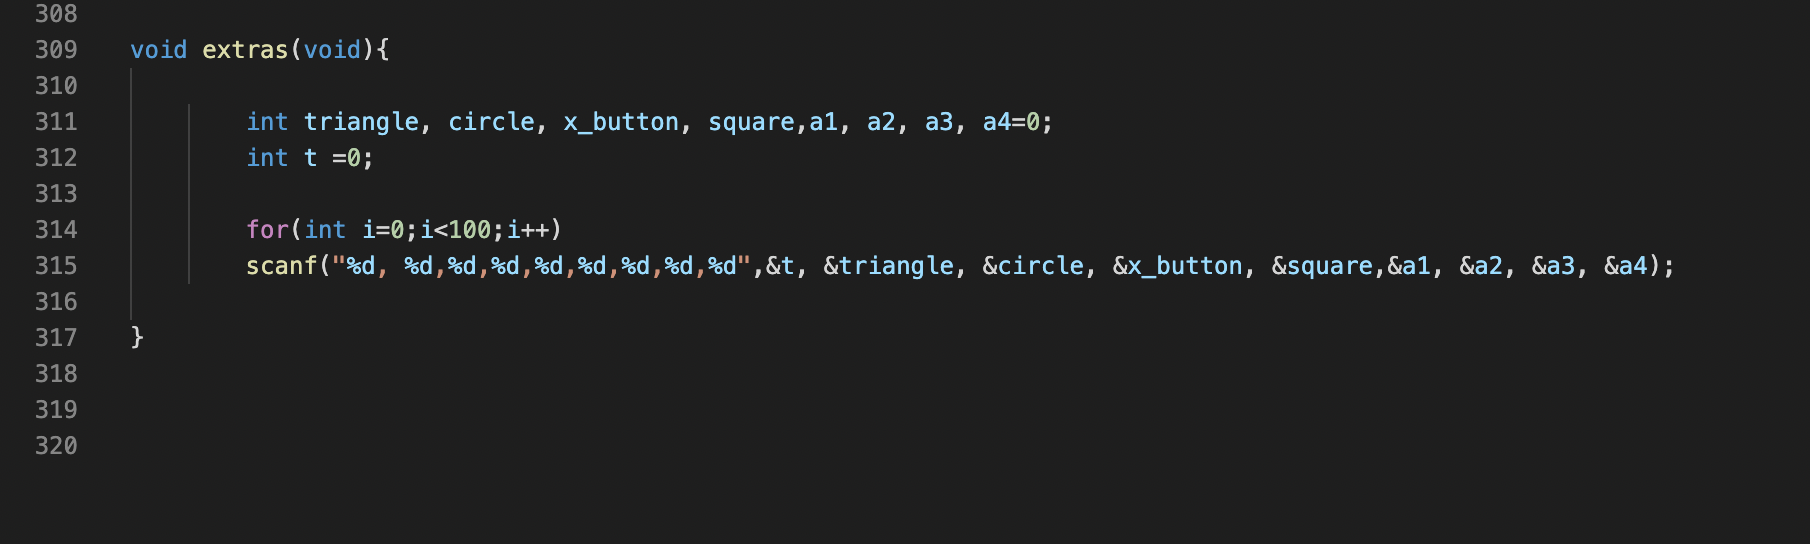 308
309 void extras(void){
310
311 int triangle, circle, x_button, square,a1, a2, a3, a4=0;
312 int t =0;
313
314 for(int i=0;i<100;i++)
315 scanf("%d, %d,%d,%d,%d,%d,%d,%d,%d",&t, &triangle, &circle, &x_button, &square,&a1, &a2, &a3, &a4);
316
317 }
318
319
320